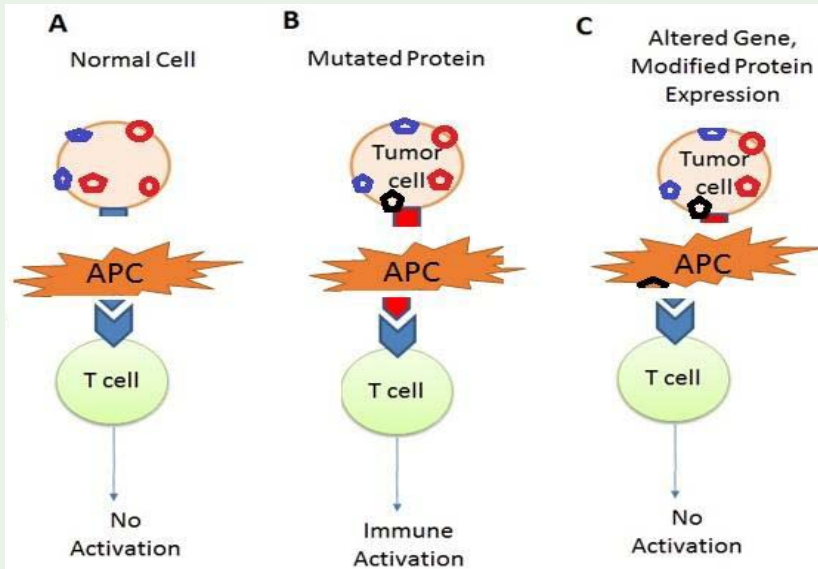 A
Normal Cell
APC
T cell
No
Activation
B
Mutated Protein
Tumor
cell
APC
T cell
Immune
Activation
C
Altered Gene,
Modified Protein
Expression
Tumor
cell
APC
T cell
No
Activation